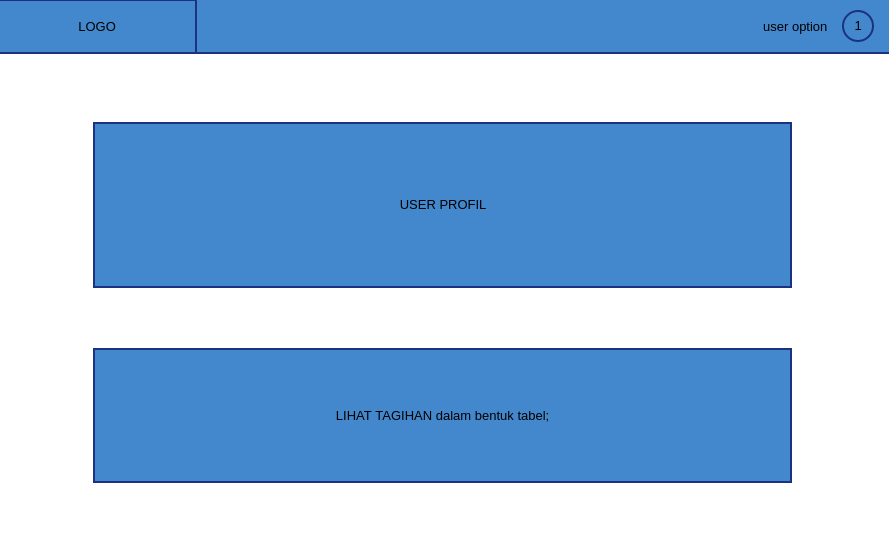 LOGO
user option
1
USER PROFIL
LIHAT TAGIHAN dalam bentuk tabel;